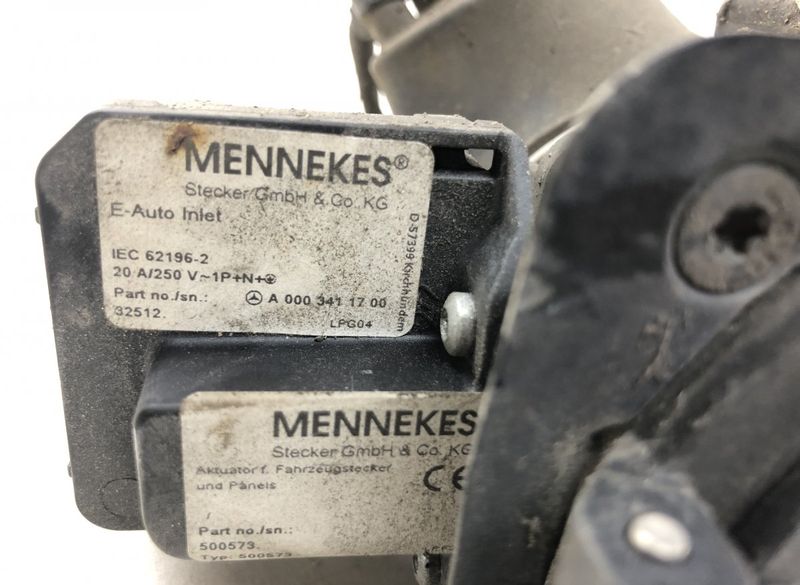 MENNEKES®
Stecker GmbH & Co. KG
E-Auto Inlet
IEC 62196-2
20 A/250 V~1P+N+⏚
Part no./sn.: A 000 341 17 00
32512.
LPG04
D-57399 Kirchhundem
MENNEKES
Stecker GmbH & Co. KG
Aktuator f. Fahrzeugstecker
und Panels
CE
/
Part no./sn.:
500573.
Typ: 500573